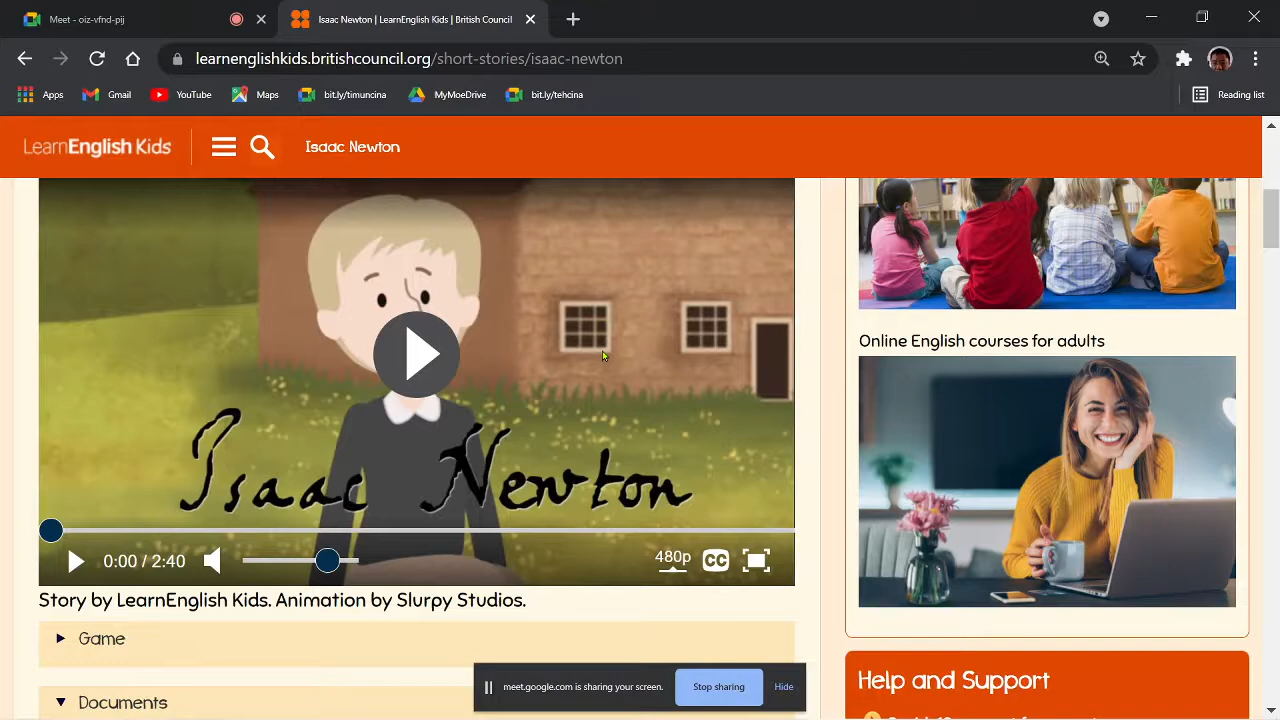 Meet - oiz-vfnd-pij
Isaac Newton | LearnEnglish Kids | British Council
learnenglishkids.britishcouncil.org/short-stories/isaac-newton
Apps Gmail YouTube Maps bit.ly/timuncina MyMoeDrive bit.ly/tehcina Reading list
LearnEnglish Kids Isaac Newton
Isaac Newton
0:00 / 2:40 480p CC
Story by LearnEnglish Kids. Animation by Slurpy Studios.
Game
Documents
Online English courses for adults
Help and Support
meet.google.com is sharing your screen. Stop sharing Hide